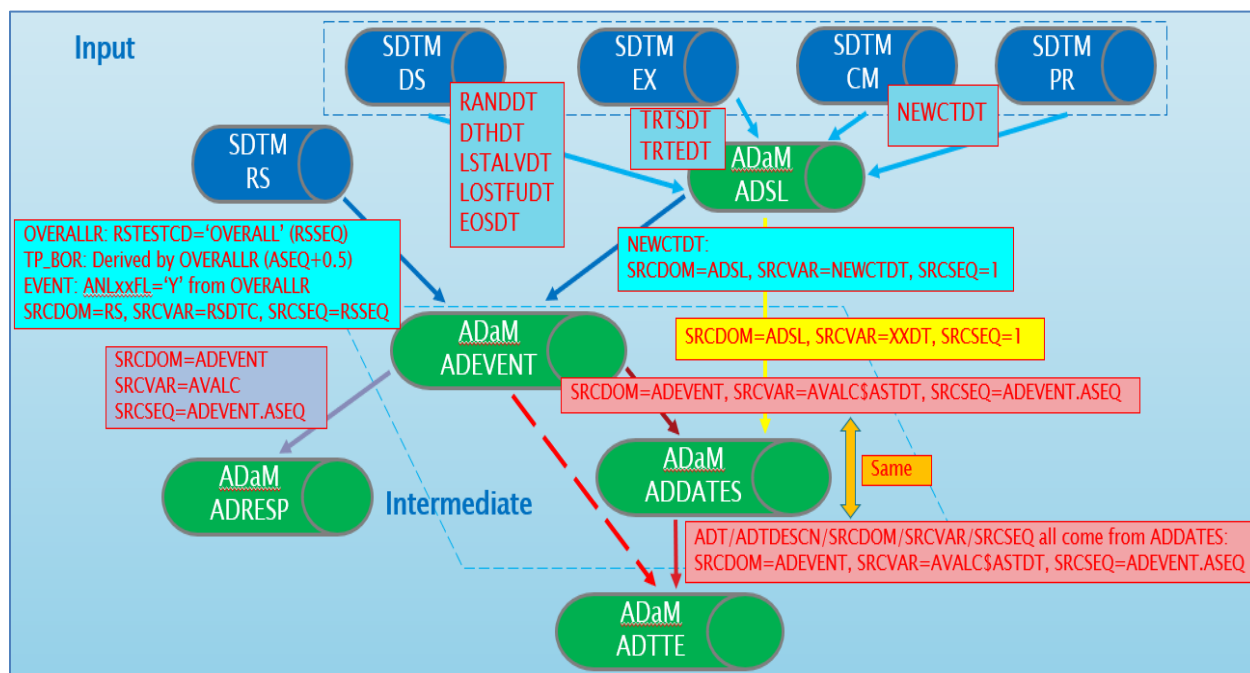 Input
SDTM
DS
SDTM
EX
SDTM
CM
SDTM
PR
RANDDT
DTHDT
LSTALVDT
LOSTFUDT
EOSDT
TRTSDT
TRTEDT
NEWCTDT
SDTM
RS
ADaM
ADSL
OVERALLR: RSTESTCD=‘OVERALL’ (RSSEQ)
TP_BOR: Derived by OVERALLR (ASEQ+0.5)
EVENT: ANLxxFL=‘Y’ from OVERALLR
SRCDOM=RS, SRCVAR=RSDTC, SRCSEQ=RSSEQ
NEWCTDT:
SRCDOM=ADSL, SRCVAR=NEWCTDT, SRCSEQ=1
ADaM
ADEVENT
SRCDOM=ADSL, SRCVAR=XXDT, SRCSEQ=1
SRCDOM=ADEVENT
SRCVAR=AVALC
SRCSEQ=ADEVENT.ASEQ
SRCDOM=ADEVENT, SRCVAR=AVALC$ASTDT, SRCSEQ=ADEVENT.ASEQ
ADaM
ADRESP
Intermediate
ADaM
ADDATES
Same
ADT/ADTDESCN/SRCDOM/SRCVAR/SRCSEQ all come from ADDATES:
SRCDOM=ADEVENT, SRCVAR=AVALC$ASTDT, SRCSEQ=ADEVENT.ASEQ
ADaM
ADTTE